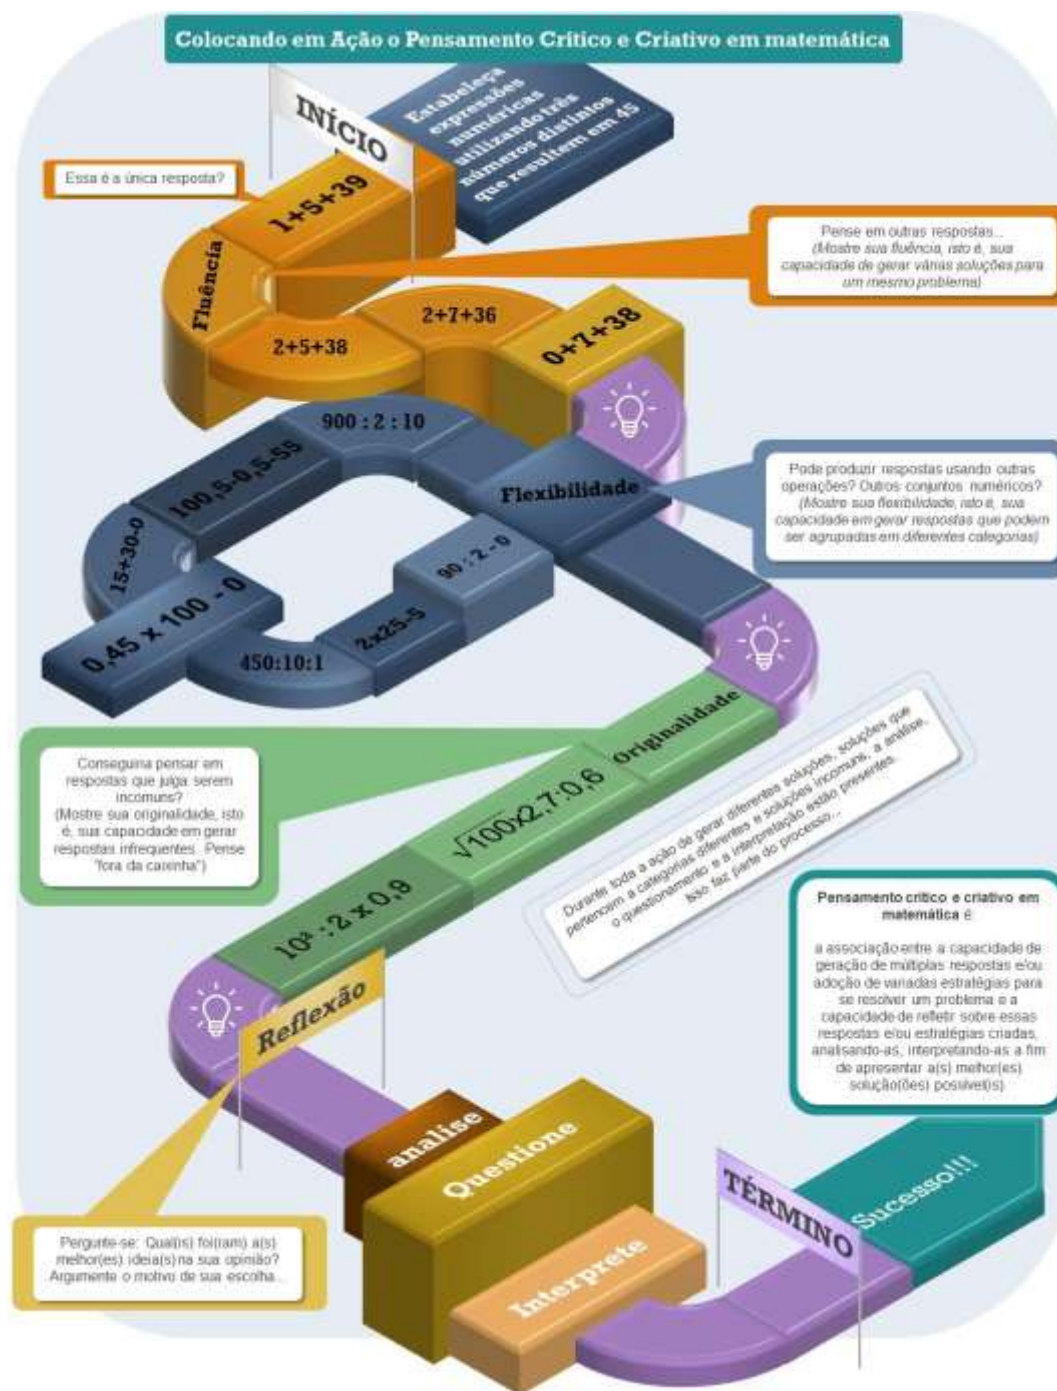 Colocando em Ação o Pensamento Crítico e Criativo em matemática
Estabeleça
expressões
numéricas
utilizando três
números distintos
que resultem em 45
INÍCIO
Essa é a única resposta?
1+5+39
Fluência
Pense em outras respostas...
(Mostre sua fluência, isto é, sua
capacidade de gerar várias soluções para
um mesmo problema)
2+5+38
2+7+36
0+7+38
900 : 2 : 10
100,5-0,5-55
15+30-0
0,45 x 100 - 0
450:10:1
2x25-5
90 : 2 - 0
Flexibilidade
Pode produzir respostas usando outras
operações? Outros conjuntos numéricos?
(Mostre sua flexibilidade, isto é, sua
capacidade em gerar respostas que podem
ser agrupadas em diferentes categorias)
Originalidade
Conseguiria pensar em
respostas que julga serem
incomuns?
(Mostre sua originalidade, isto
é, sua capacidade em gerar
respostas infrequentes. Pense
"fora da caixinha")
√100x2,7:0,6
10² : 2 x 0,9
Durante toda a ação de gerar diferentes soluções, soluções que
pertencem a categorias diferentes e soluções incomuns, a análise,
o questionamento e a interpretação estão presentes.
Isso faz parte do processo...
Pensamento crítico e criativo em
matemática é
a associação entre a capacidade de
geração de múltiplas respostas e/ou
adoção de variadas estratégias para
se resolver um problema e a
capacidade de refletir sobre essas
respostas e/ou estratégias criadas,
analisando-as, interpretando-as a fim
de apresentar a(s) melhor(es)
solução(ões) possível(is)
Reflexão
Pergunte-se: Qual(is) foi(ram) a(s)
melhor(es) ideia(s) na sua opinião?
Argumente o motivo de sua escolha...
analise
Questione
Interprete
TÉRMINO
Sucesso!!!